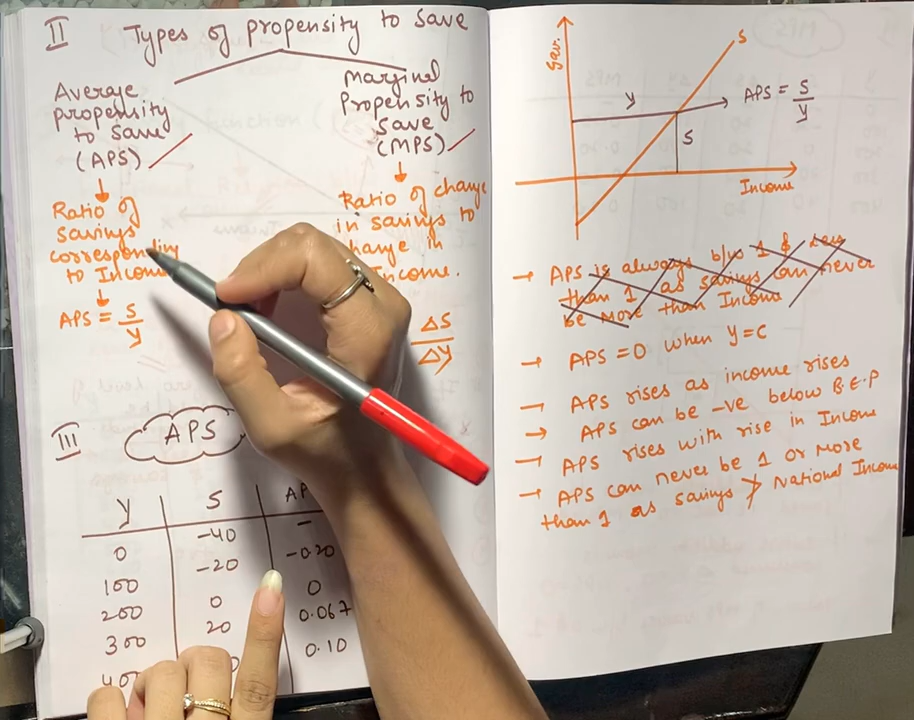 II Types of propensity to save
Average
propensity
to save
(APS)
Ratio of
savings
corresponding
to Income
APS = S/Y
Marginal
Propensity to
Save
(MPS)
Ratio of change
in savings to
change in
Income.
ΔS/ΔY
III APS
Y S AP
0 -40 -
100 -20 -0.20
200 0 0
300 20 0.067
400 0.10
Sav.
S
Y
APS = S/Y
S
Income
→ APS is always b/w 1 & less
than 1 as savings can never
be more than Income
→ APS = 0 when Y=C
→ APS rises as income rises
→ APS can be -ve below B.E.P
→ APS rises with rise in Income
→ APS can never be 1 or more
than 1 as savings ≯ National Income